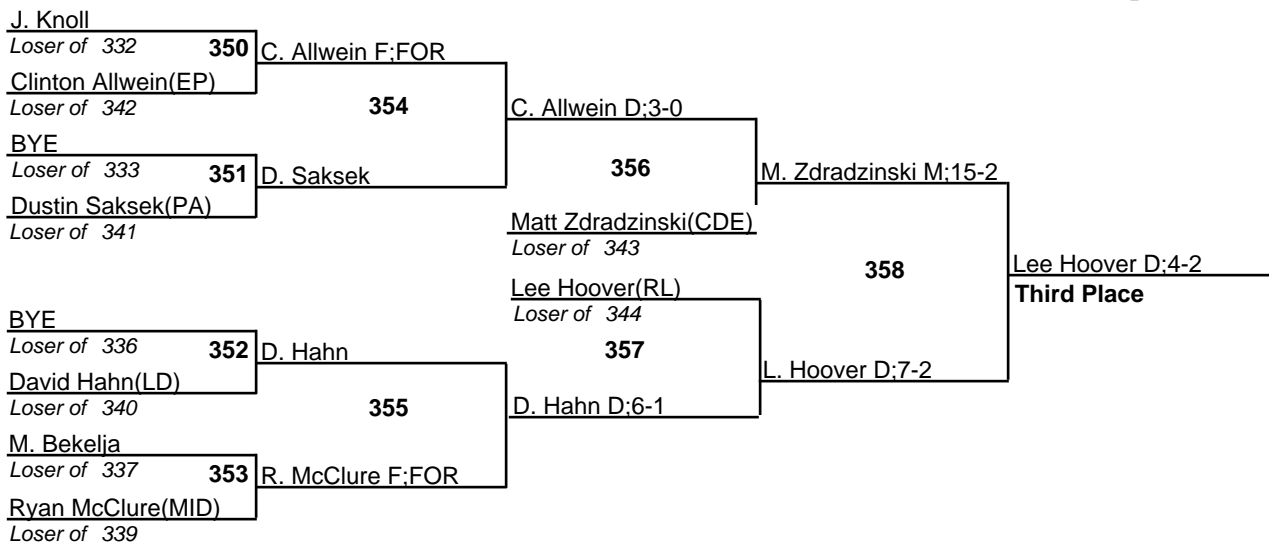 J. Knoll
Loser of 332
350
C. Allwein F;FOR
Clinton Allwein(EP)
Loser of 342
354
C. Allwein D;3-0
BYE
Loser of 333
351
D. Saksek
356
M. Zdradzinski M;15-2
Dustin Saksek(PA)
Loser of 341
Matt Zdradzinski(CDE)
Loser of 343
358
Lee Hoover D;4-2
Third Place
Lee Hoover(RL)
Loser of 344
BYE
Loser of 336
352
D. Hahn
357
L. Hoover D;7-2
David Hahn(LD)
Loser of 340
355
D. Hahn D;6-1
M. Bekelja
Loser of 337
353
R. McClure F;FOR
Ryan McClure(MID)
Loser of 339